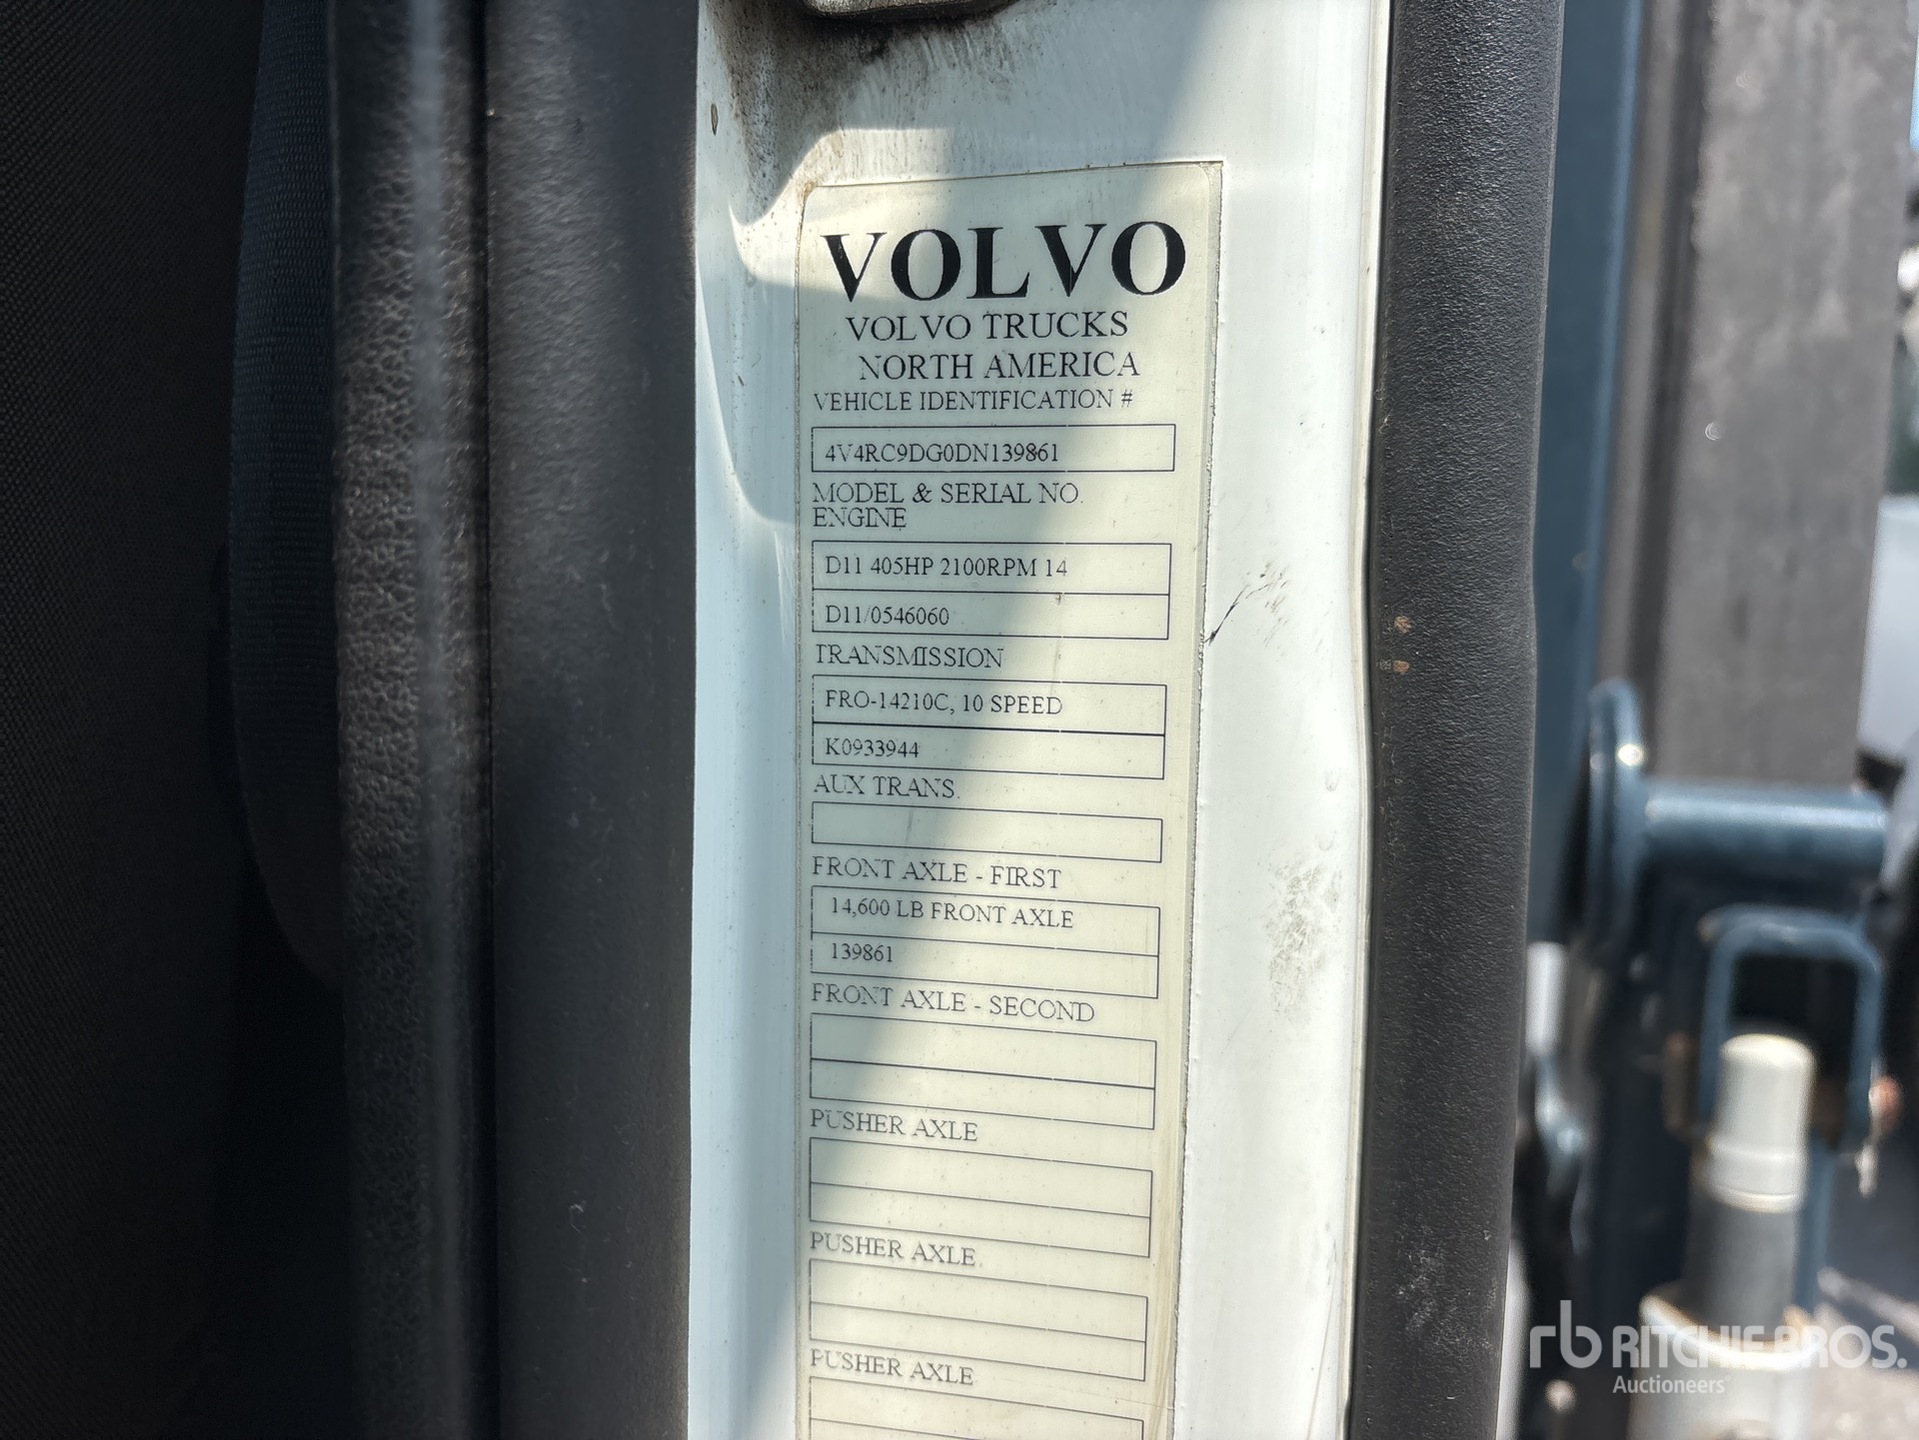 VOLVO
VOLVO TRUCKS
NORTH AMERICA
VEHICLE IDENTIFICATION #
4V4RC9DG0DN139861
MODEL & SERIAL NO.
ENGINE
D11 405HP 2100RPM 14
D11/0546060
TRANSMISSION
FRO-14210C, 10 SPEED
K0933944
AUX TRANS.
FRONT AXLE - FIRST
14,600 LB FRONT AXLE
139861
FRONT AXLE - SECOND
PUSHER AXLE
PUSHER AXLE
PUSHER AXLE
rb RITCHIE BROS.
Auctioneers